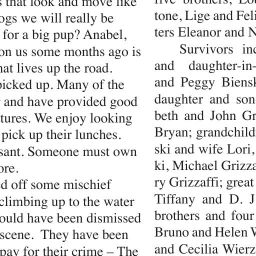 s that look and move like
ogs we will really be
for a big pup? Anabel,
on us some months ago is
hat lives up the road.
picked up. Many of the
and have provided good
tures. We enjoy looking
pick up their lunches.
sant. Someone must own
ore.
d off some mischief
climbing up to the water
ould have been dismissed
scene. They have been
pay for their crime – The
tone, Lige and Feli
ters Eleanor and N
Survivors inc
and daughter-in-
and Peggy Biensk
daughter and son
beth and John Gr
Bryan; grandchild
ski and wife Lori,
ki, Michael Grizza
ry Grizzaffi; great
Tiffany and D. J
brothers and four
Bruno and Helen W
and Cecilia Wierz